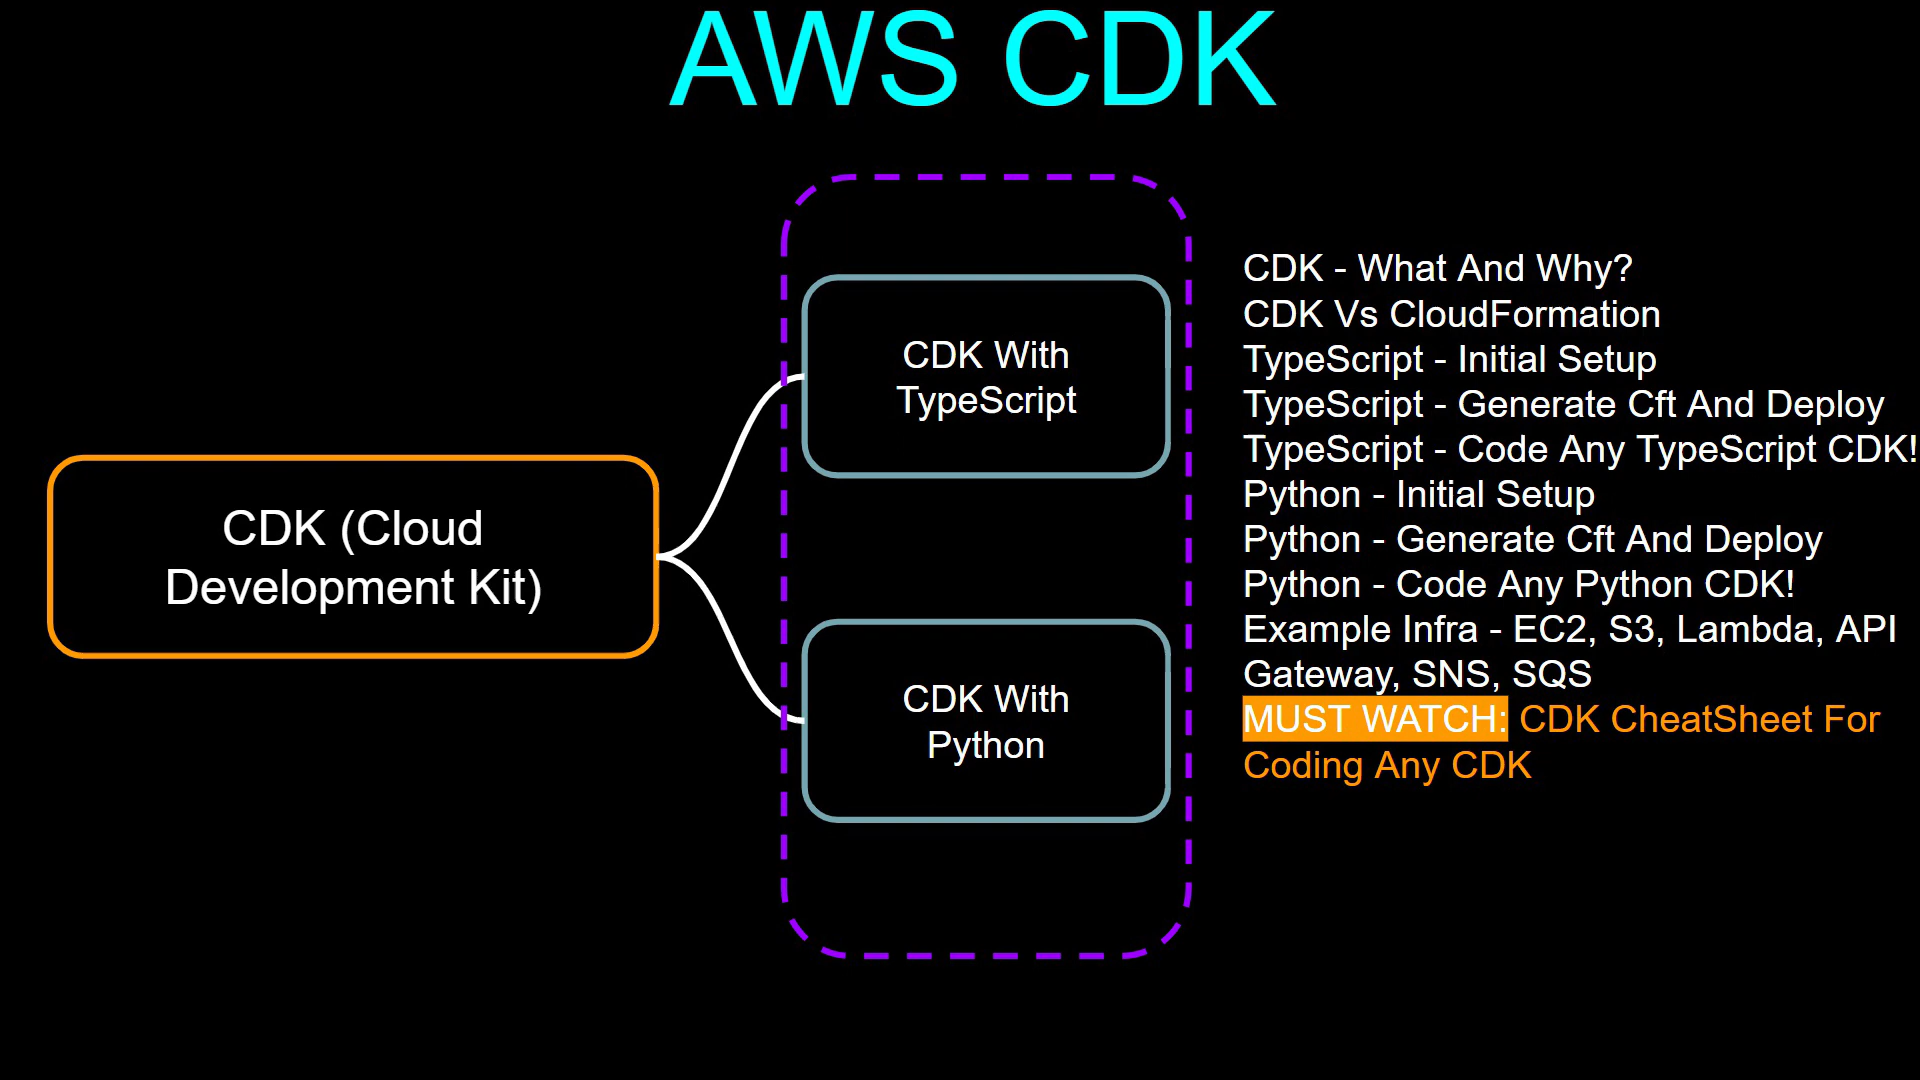 AWS CDK
CDK (Cloud
Development Kit)
CDK With
TypeScript
CDK With
Python
CDK - What And Why?
CDK Vs CloudFormation
TypeScript - Initial Setup
TypeScript - Generate Cft And Deploy
TypeScript - Code Any TypeScript CDK!
Python - Initial Setup
Python - Generate Cft And Deploy
Python - Code Any Python CDK!
Example Infra - EC2, S3, Lambda, API
Gateway, SNS, SQS
MUST WATCH: CDK CheatSheet For
Coding Any CDK